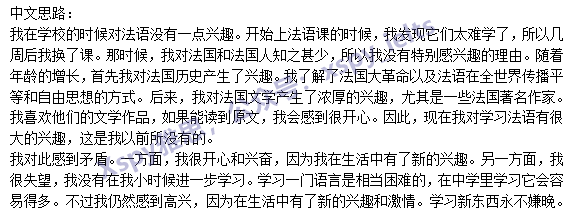 中文思路：
我在学校的时候对法语没有一点兴趣。开始上法语课的时候，我发现它们太难学了，所以几
周后我换了课。那时候，我对法国和法国人知之甚少，所以我没有特别感兴趣的理由。随着
年龄的增长，首先我对法国历史产生了兴趣。我了解了法国大革命以及法语在全世界传播平
等和自由思想的方式。后来，我对法国文学产生了浓厚的兴趣，尤其是一些法国著名作家。
我喜欢他们的文学作品，如果能读到原文，我会感到很开心。因此，现在我对学习法语有很
大的兴趣，这是我以前所没有的。
我对此感到矛盾。一方面，我很开心和兴奋，因为我在生活中有了新的兴趣。另一方面，我
很失望，我没有在我小时候进一步学习。学习一门语言是相当困难的，在中学里学习它会容
易得多。不过我仍然感到高兴，因为在生活中有了新的兴趣和激情。学习新东西永不嫌晚。